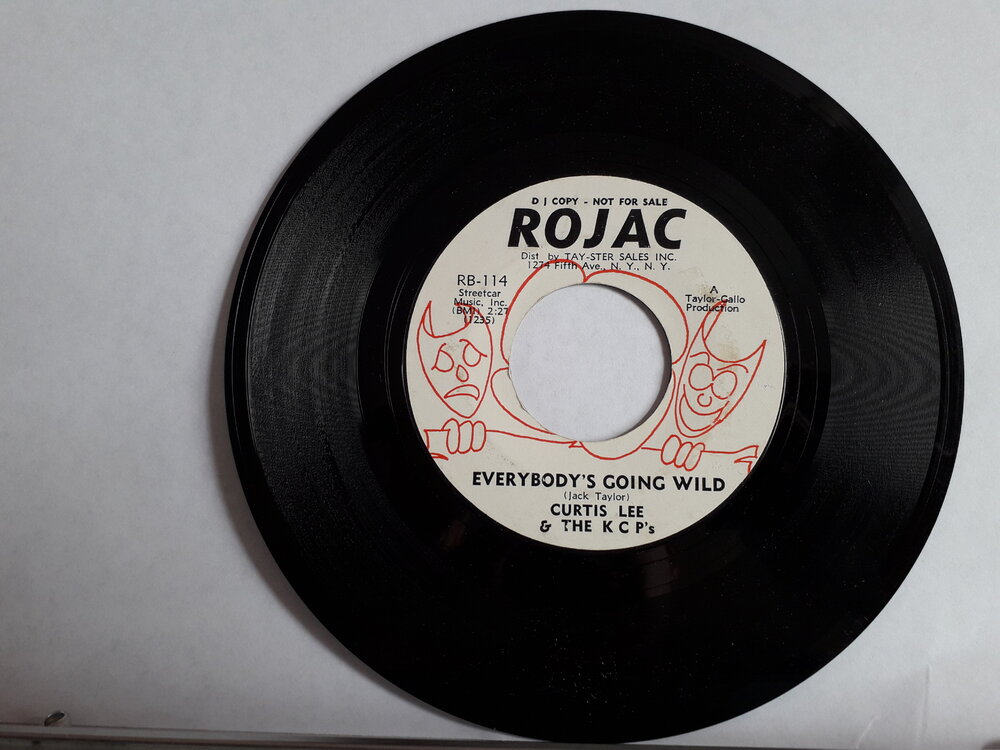 D J COPY - NOT FOR SALE
ROJAC
Dist. by TAY-STER SALES INC.
1274 Fifth Ave., N. Y., N. Y.
RB-114
Streetcar
Music, Inc.
(BMI) 2:27
(1235)
A
Taylor-Gallo
Production
EVERYBODY'S GOING WILD
(Jack Taylor)
CURTIS LEE
& THE K C P's